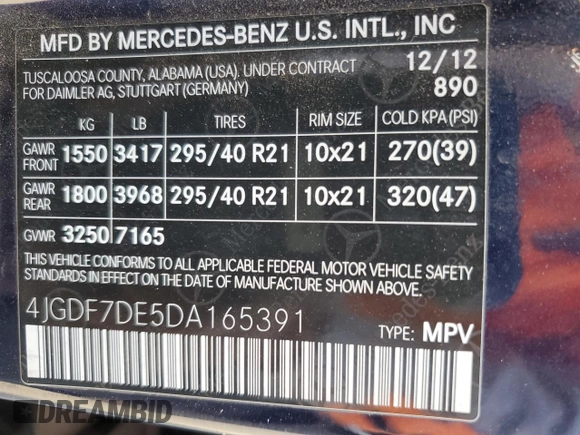 MFD BY MERCEDES-BENZ U.S. INTL., INC
TUSCALOOSA COUNTY, ALABAMA (USA). UNDER CONTRACT 12/12
FOR DAIMLER AG, STUTTGART (GERMANY) 890
KG LB TIRES RIM SIZE COLD KPA (PSI)
GAWR FRONT 1550 3417 295/40 R21 10x21 270(39)
GAWR REAR 1800 3968 295/40 R21 10x21 320(47)
GVWR 3250 7165
THIS VEHICLE CONFORMS TO ALL APPLICABLE FEDERAL MOTOR VEHICLE SAFETY
STANDARDS IN EFFECT ON THE DATE OF MANUFACTURE SHOWN ABOVE.
4JGDF7DE5DA165391
TYPE: MPV
DREAMBID